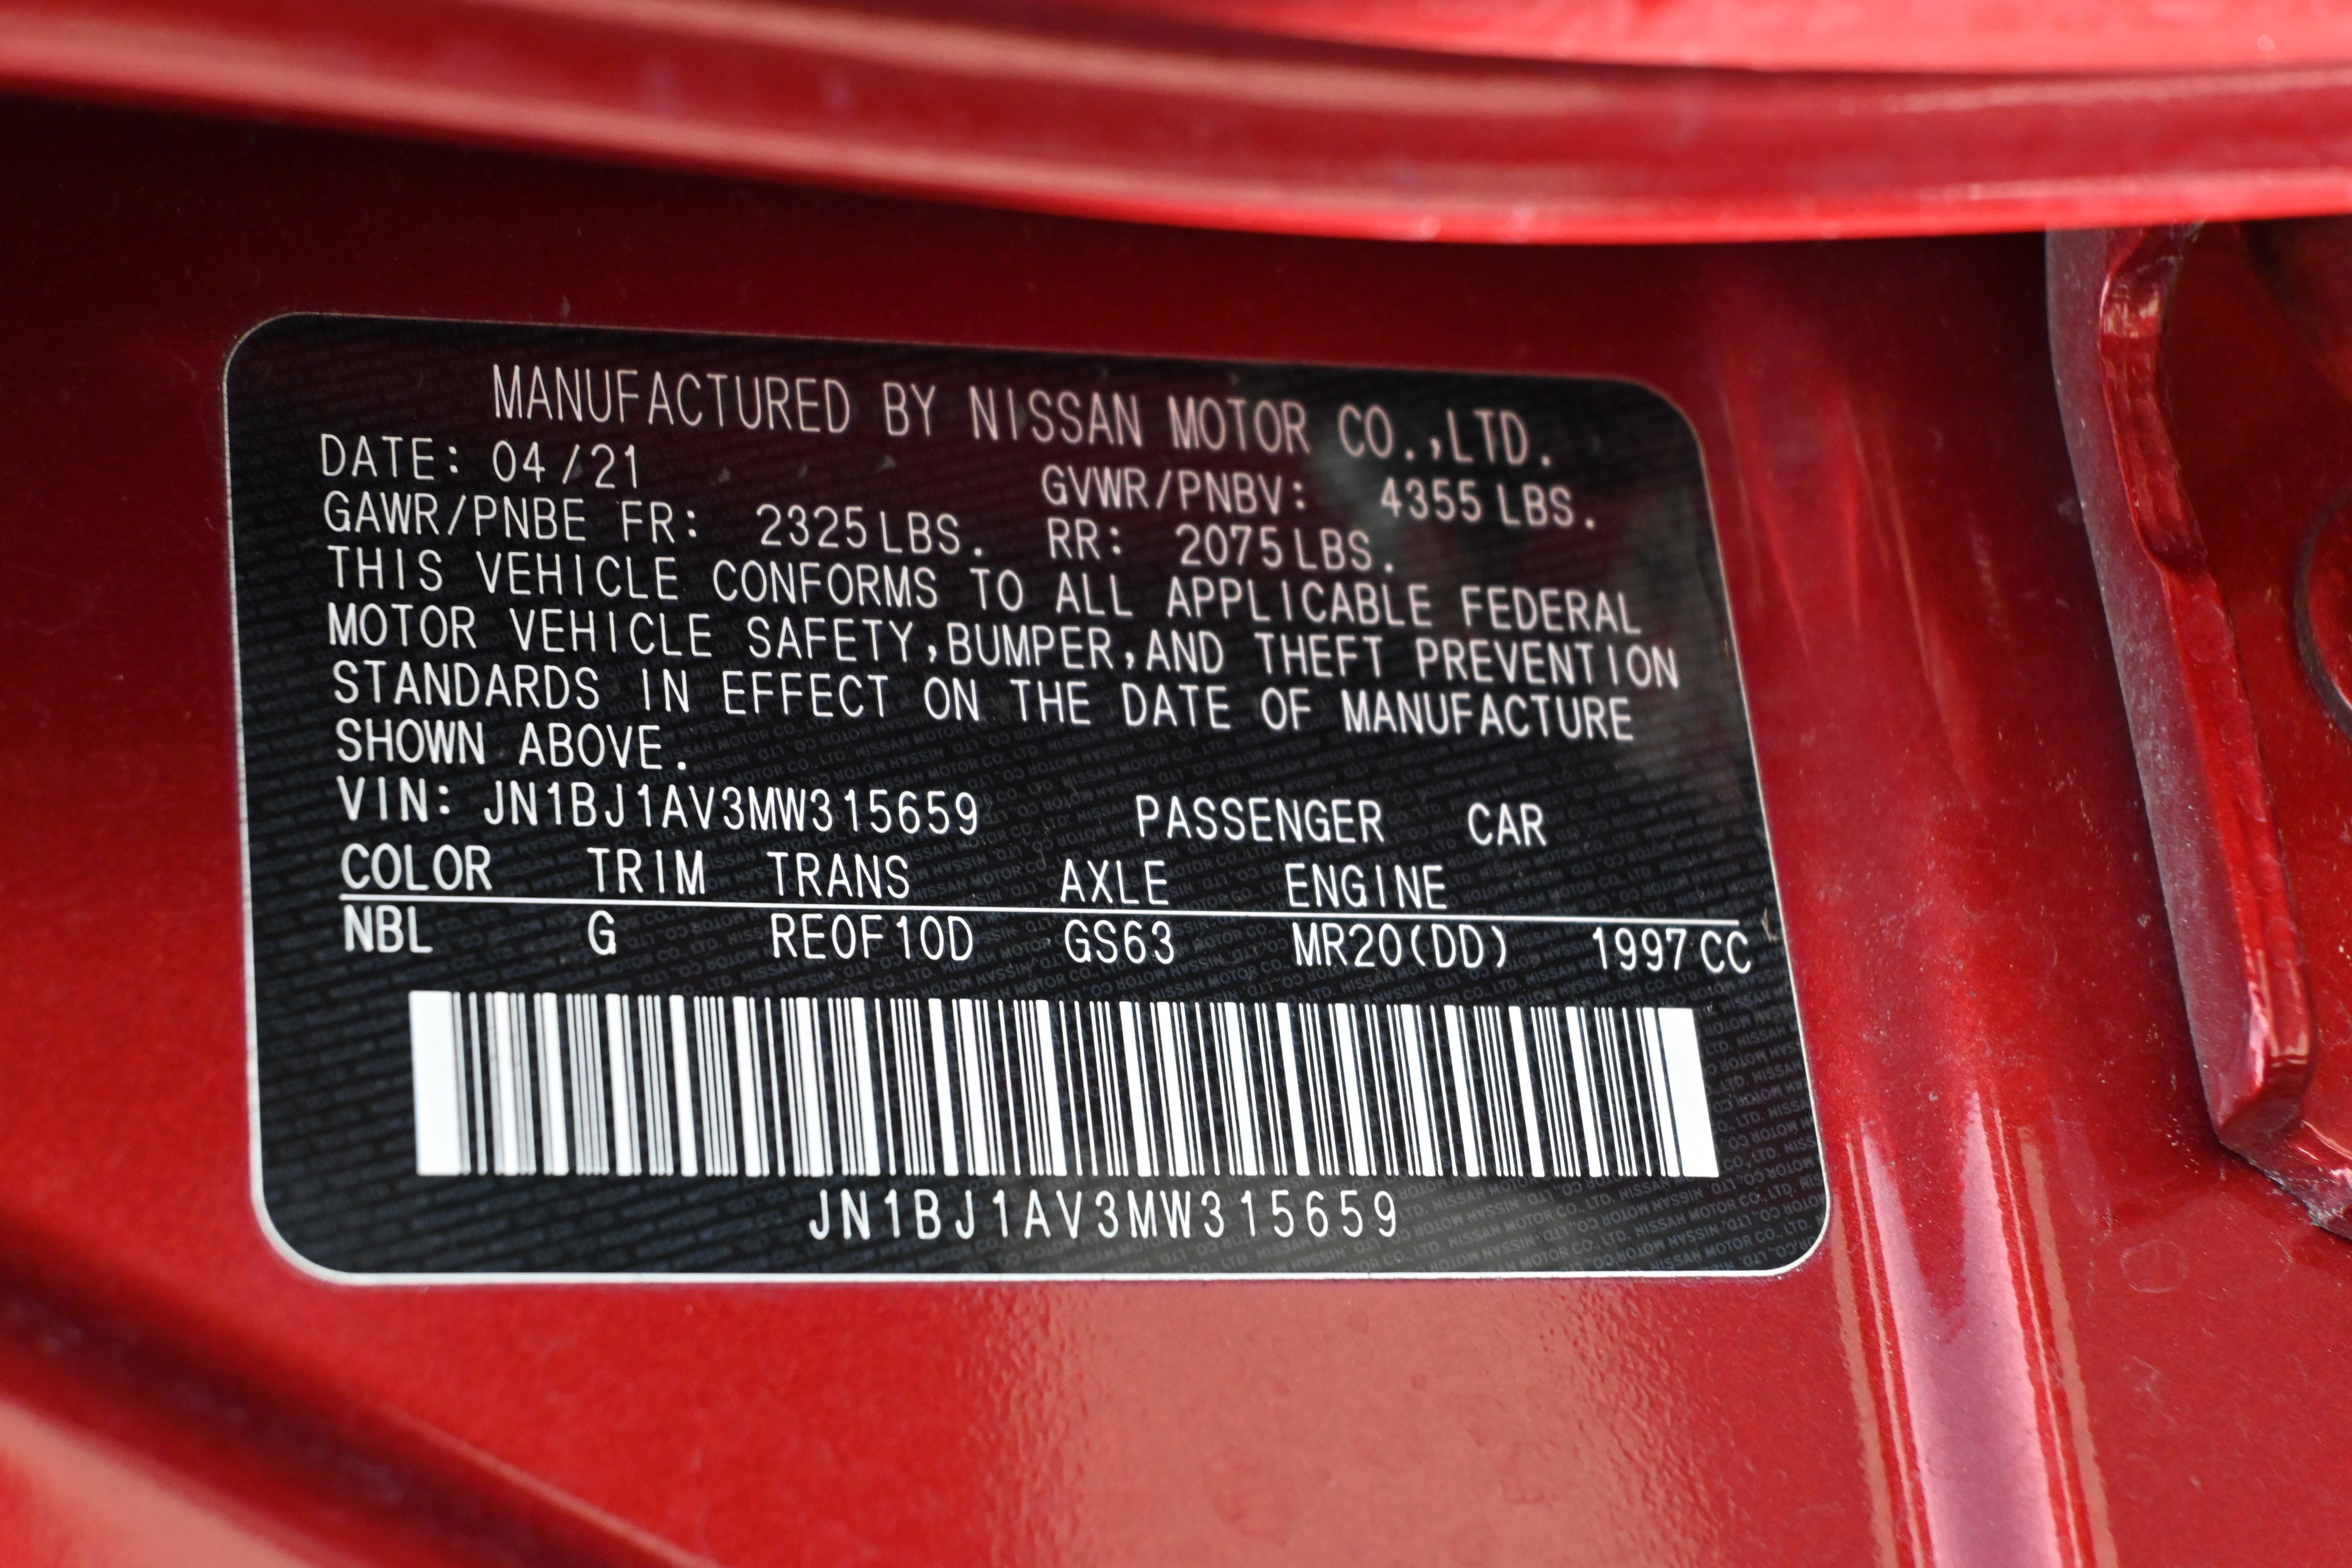 MANUFACTURED BY NISSAN MOTOR CO.,LTD.
DATE: 04/21 GVWR/PNBV: 4355 LBS.
GAWR/PNBE FR: 2325 LBS. RR: 2075 LBS.
THIS VEHICLE CONFORMS TO ALL APPLICABLE FEDERAL
MOTOR VEHICLE SAFETY,BUMPER,AND THEFT PREVENTION
STANDARDS IN EFFECT ON THE DATE OF MANUFACTURE
SHOWN ABOVE.
VIN: JN1BJ1AV3MW315659 PASSENGER CAR
COLOR TRIM TRANS AXLE ENGINE
NBL G RE0F10D GS63 MR20(DD) 1997 CC
JN1BJ1AV3MW315659